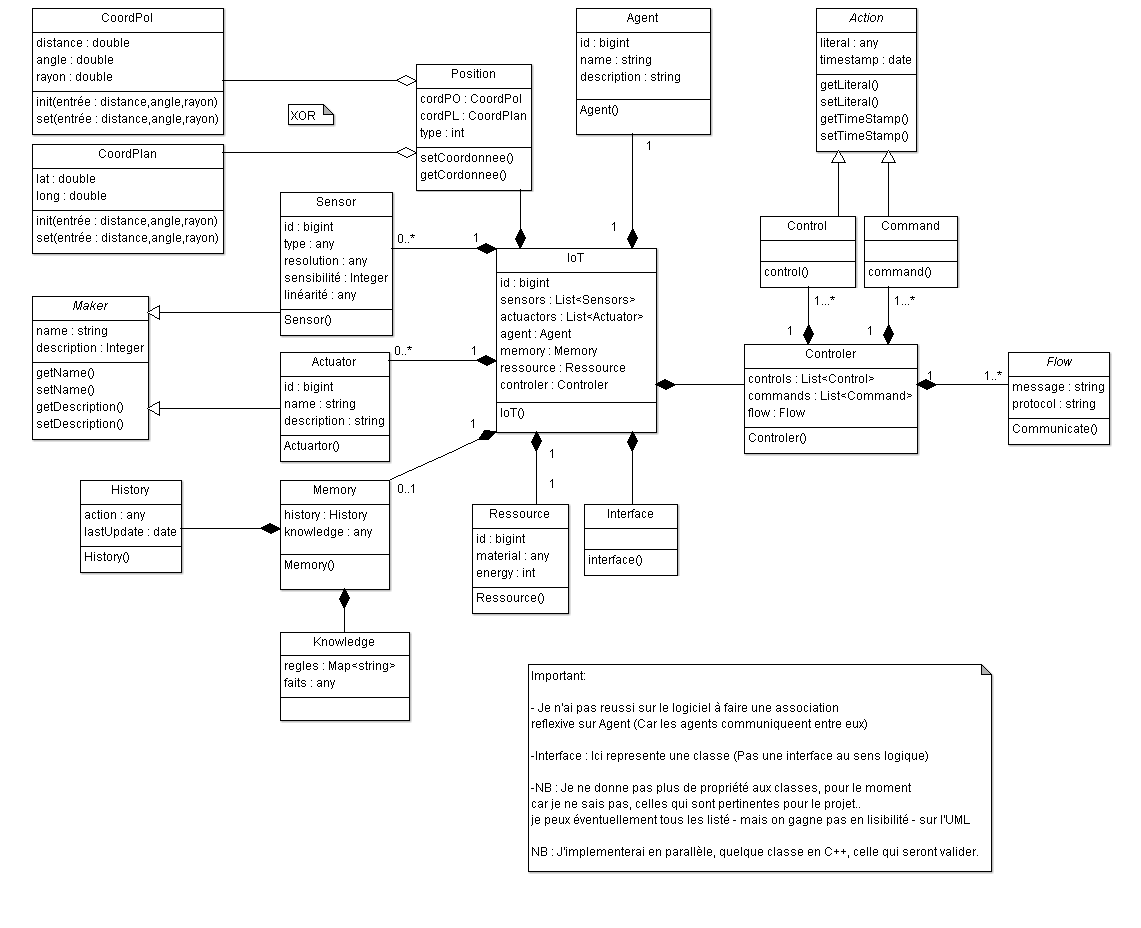 CoordPol
distance : double
angle : double
rayon : double
init(entrée : distance,angle,rayon)
set(entrée : distance,angle,rayon)
CoordPlan
lat : double
long : double
init(entrée : distance,angle,rayon)
set(entrée : distance,angle,rayon)
XOR
Position
cordPO : CoordPol
cordPL : CoordPlan
type : int
setCoordonnee()
getCordonnee()
Agent
id : bigint
name : string
description : string
Agent()
1
1
Action
literal : any
timestamp : date
getLiteral()
setLiteral()
getTimeStamp()
setTimeStamp()
Sensor
id : bigint
type : any
resolution : any
sensibilité : Integer
linéarité : any
Sensor()
0..*
1
Maker
name : string
description : Integer
getName()
setName()
getDescription()
setDescription()
Actuator
id : bigint
name : string
description : string
Actuartor()
0..*
1
IoT
id : bigint
sensors : List<Sensors>
actuactors : List<Actuator>
agent : Agent
memory : Memory
ressource : Ressource
controler : Controler
IoT()
Control
control()
Command
command()
1...*
1...*
1
1
Controler
controls : List<Control>
commands : List<Command>
flow : Flow
Controler()
1
1..*
Flow
message : string
protocol : string
Communicate()
1
0..1
History
action : any
lastUpdate : date
History()
Memory
history : History
knowledge : any
Memory()
1
1
Ressource
id : bigint
material : any
energy : int
Ressource()
Interface
interface()
Knowledge
regles : Map<string>
faits : any
Important:
- Je n'ai pas reussi sur le logiciel à faire une association
reflexive sur Agent (Car les agents communiqueent entre eux)
-Interface : Ici represente une classe (Pas une interface au sens logique)
-NB : Je ne donne pas plus de propriété aux classes, pour le moment
car je ne sais pas, celles qui sont pertinentes pour le projet..
je peux éventuellement tous les listé - mais on gagne pas en lisibilité - sur l'UML
NB : J'implementerai en parallèle, quelque classe en C++, celle qui seront valider.